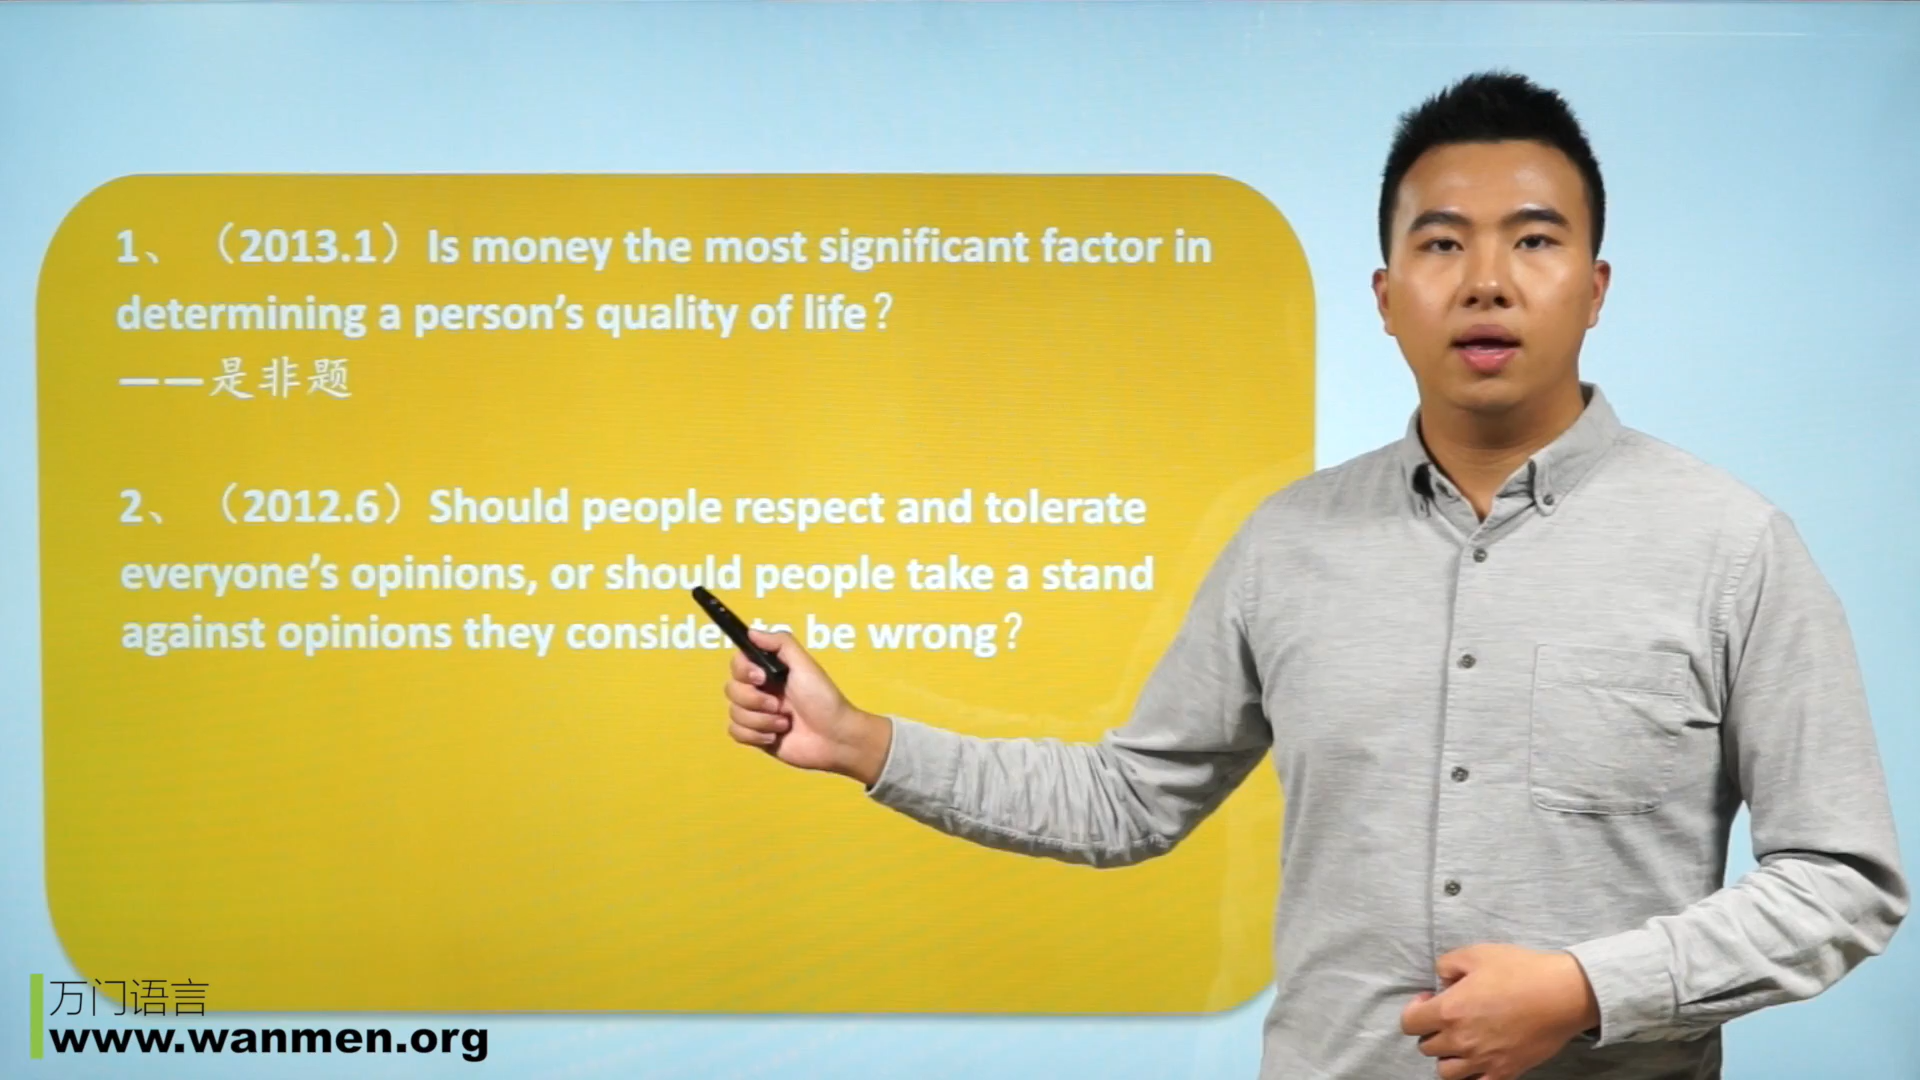 1、（2013.1）Is money the most significant factor in
determining a person’s quality of life？
——是非题
2、（2012.6）Should people respect and tolerate
everyone’s opinions, or should people take a stand
against opinions they consider be wrong？
万门语言
www.wanmen.org